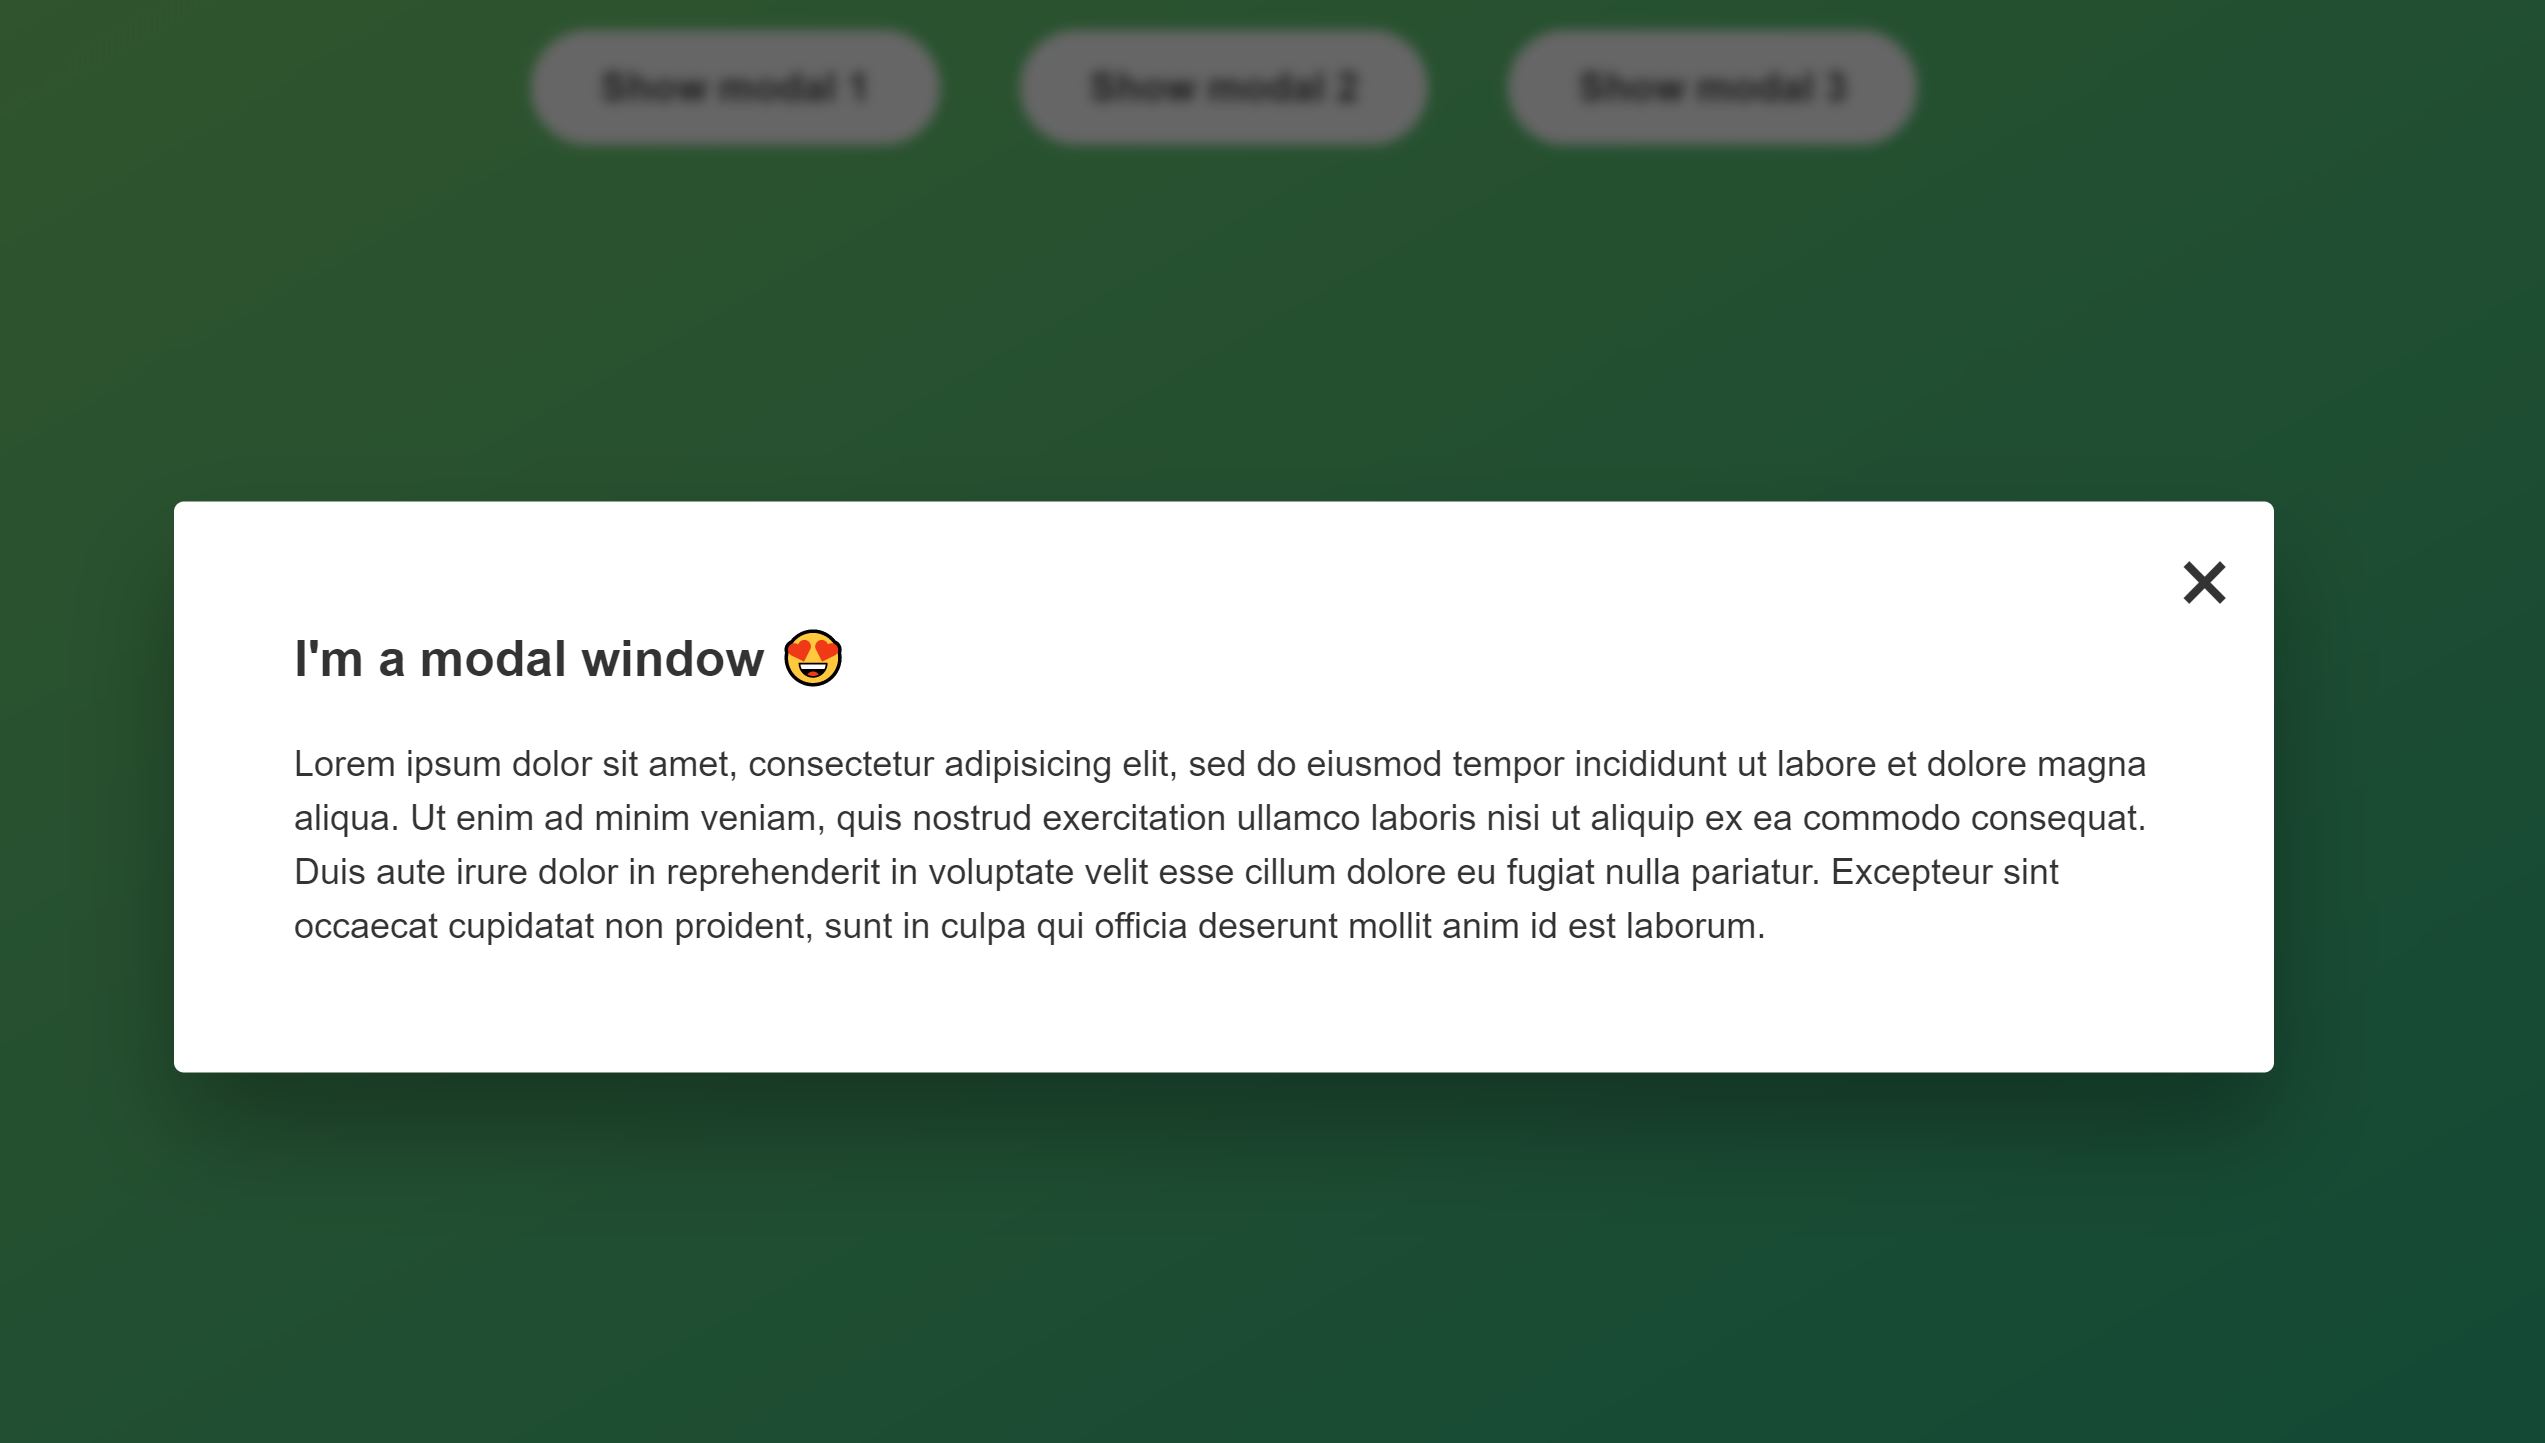 Show modal 1 Show modal 2 Show modal 3
×
I'm a modal window 😍
Lorem ipsum dolor sit amet, consectetur adipisicing elit, sed do eiusmod tempor incididunt ut labore et dolore magna
aliqua. Ut enim ad minim veniam, quis nostrud exercitation ullamco laboris nisi ut aliquip ex ea commodo consequat.
Duis aute irure dolor in reprehenderit in voluptate velit esse cillum dolore eu fugiat nulla pariatur. Excepteur sint
occaecat cupidatat non proident, sunt in culpa qui officia deserunt mollit anim id est laborum.